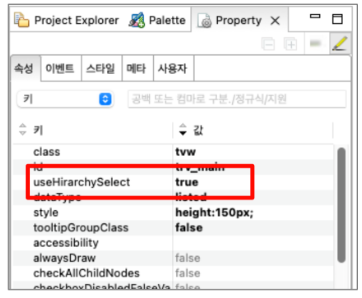 Project Explorer Palette Property
속성 이벤트 스타일 메타 사용자
키 공백 또는 컴마로 구분./정규식/지원
키 값
class tvw
id trv_main
useHirarchySelect true
dataType listed
style height:150px;
tooltipGroupClass false
accessibility
alwaysDraw false
checkAllChildNodes false
checkboxDisabledFalseVa false